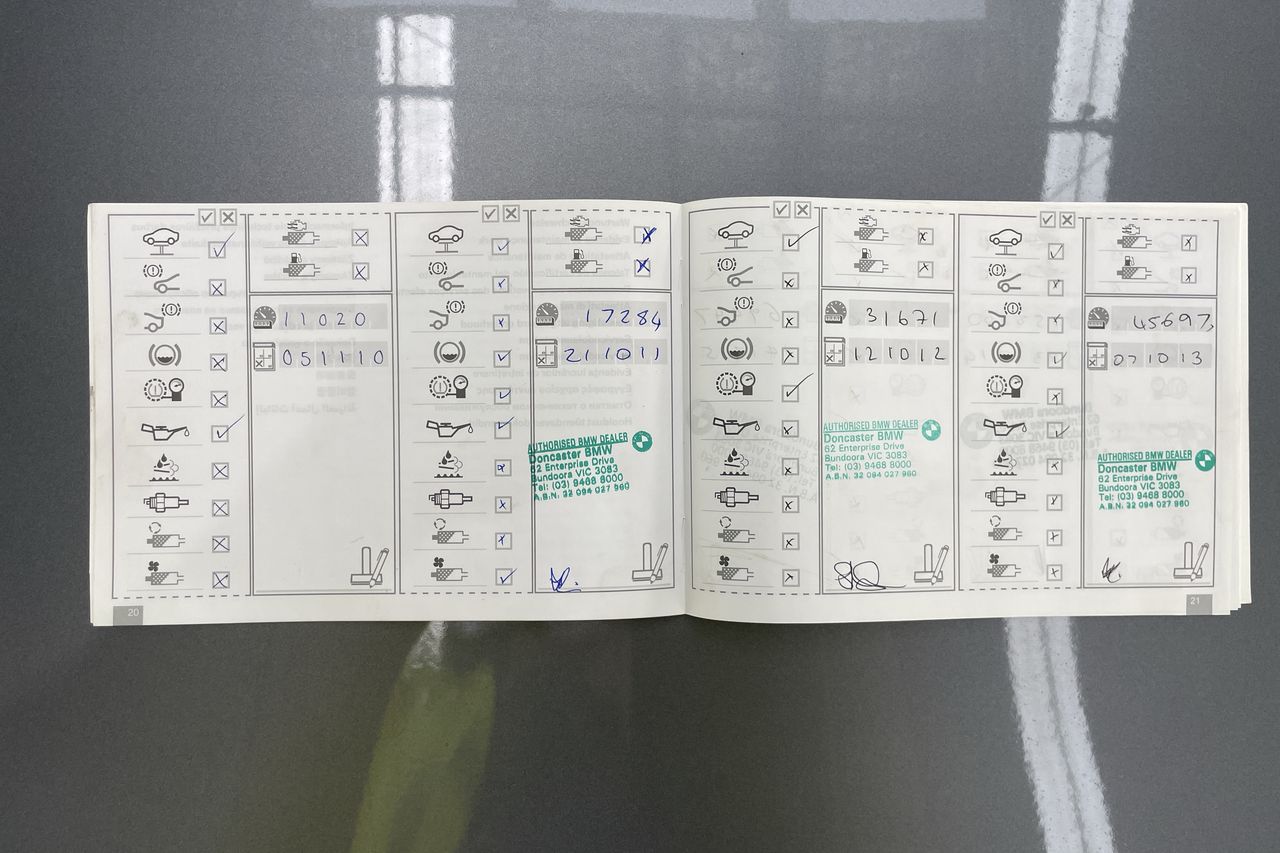 11020
051110
20
17284
211011
AUTHORISED BMW DEALER
Doncaster BMW
62 Enterprise Drive
Bundoora VIC 3083
Tel: (03) 9468 8000
A.B.N. 32 094 027 960
31671
121012
AUTHORISED BMW DEALER
Doncaster BMW
62 Enterprise Drive
Bundoora VIC 3083
Tel: (03) 9468 8000
A.B.N. 32 094 027 960
45697
071013
AUTHORISED BMW DEALER
Doncaster BMW
62 Enterprise Drive
Bundoora VIC 3083
Tel: (03) 9468 8000
A.B.N. 32 094 027 960
21